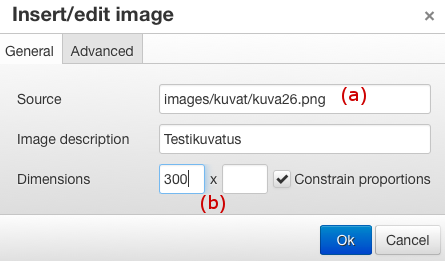 Insert/edit image ×
General Advanced
Source images/kuvat/kuva26.png (a)
Image description Testikuvatus
Dimensions 300 x Constrain proportions
(b)
Ok Cancel